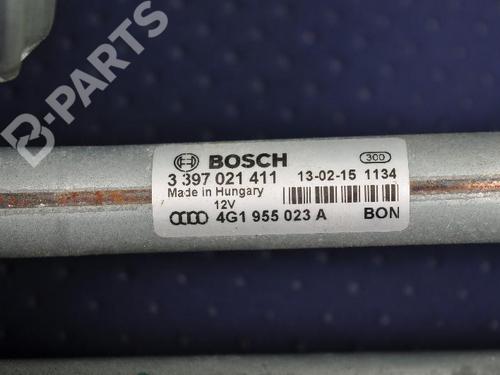 B-PARTS
BOSCH 300
3 397 021 411 13-02-15 1134
Made in Hungary
12V
4G1 955 023 A BON